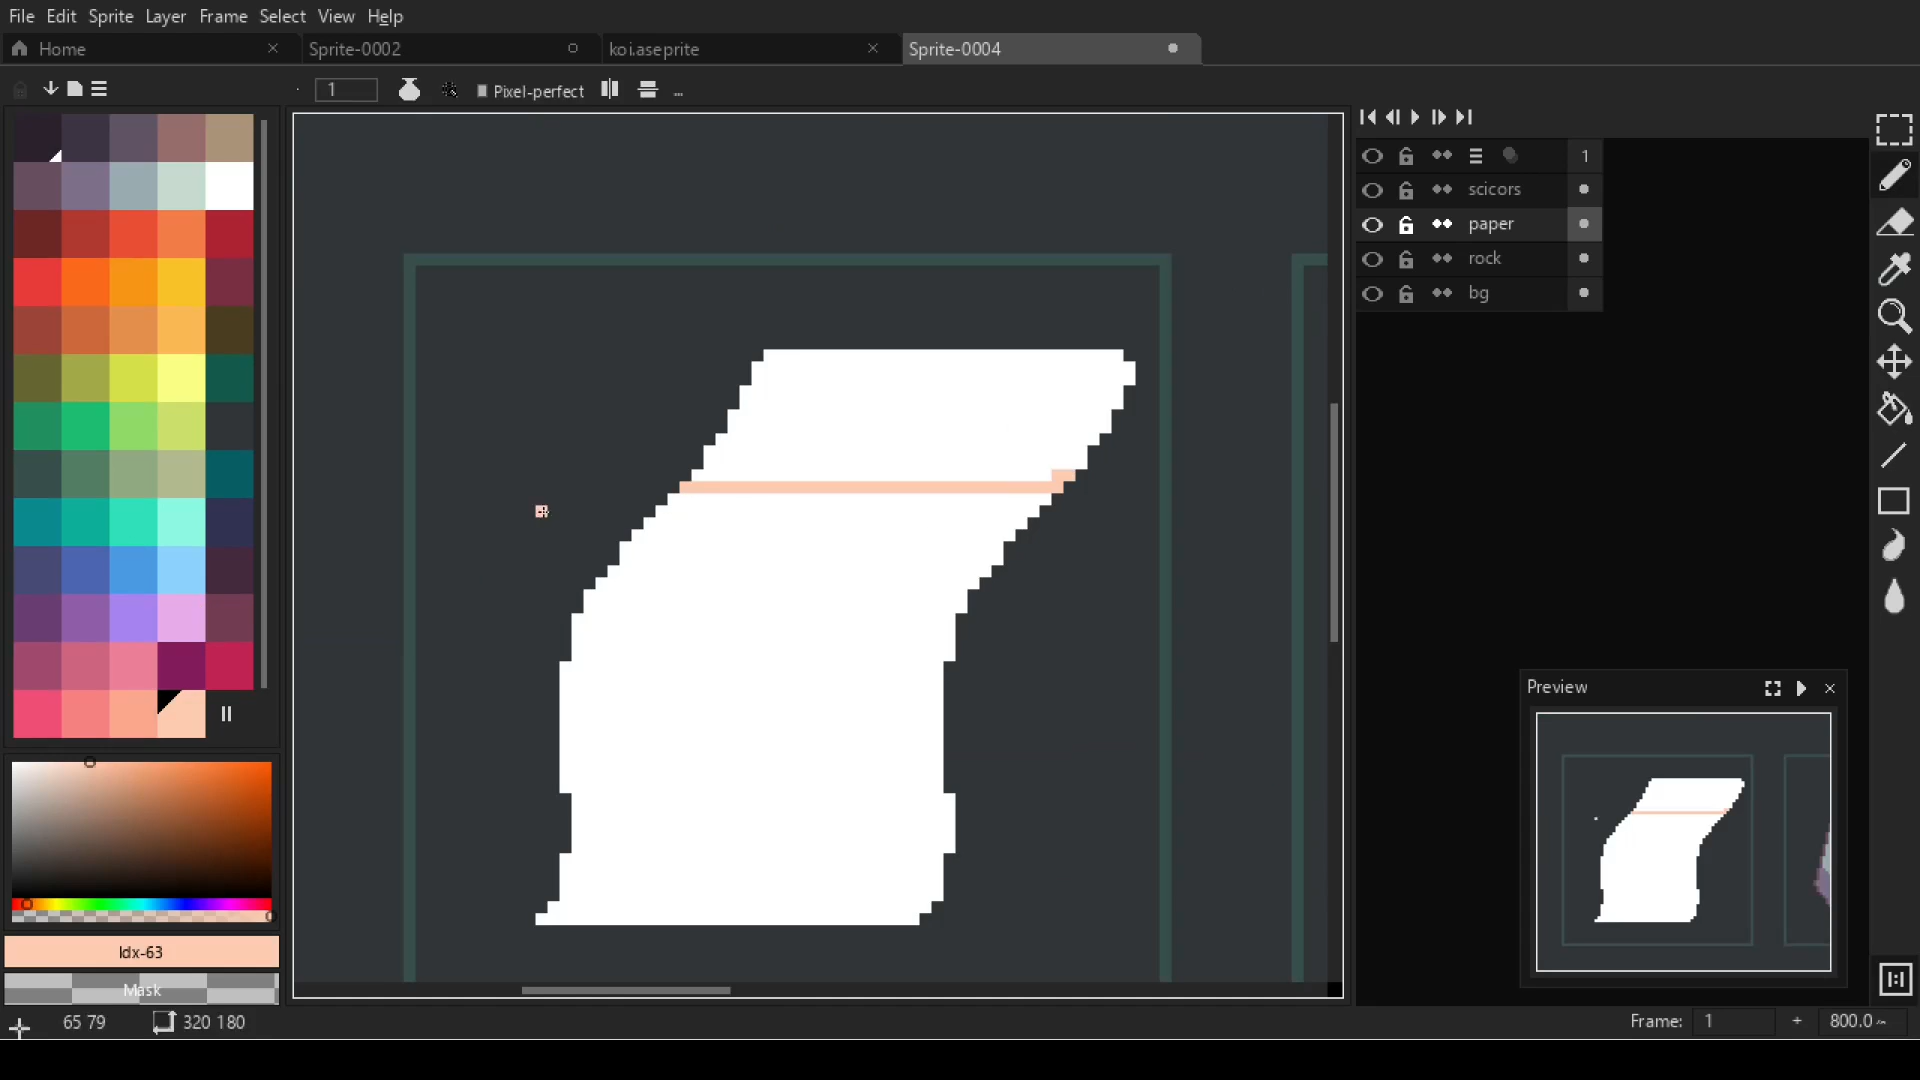 File Edit Sprite Layer Frame Select View Help
Home Sprite-0002 koi.aseprite Sprite-0004
1 Pixel-perfect ...
1
scicors
paper
rock
bg
Preview
Idx-63
Mask
65 79 320 180 Frame: 1 + 800.0